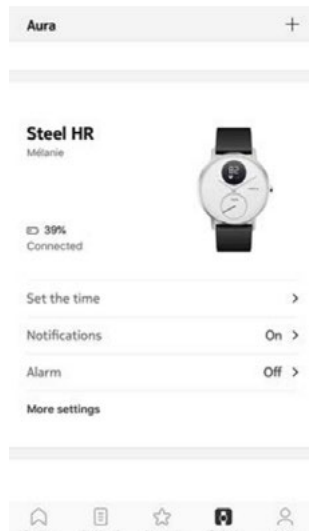 Aura
Steel HR
Mélanie
39%
Connected
Set the time
Notifications On
Alarm Off
More settings